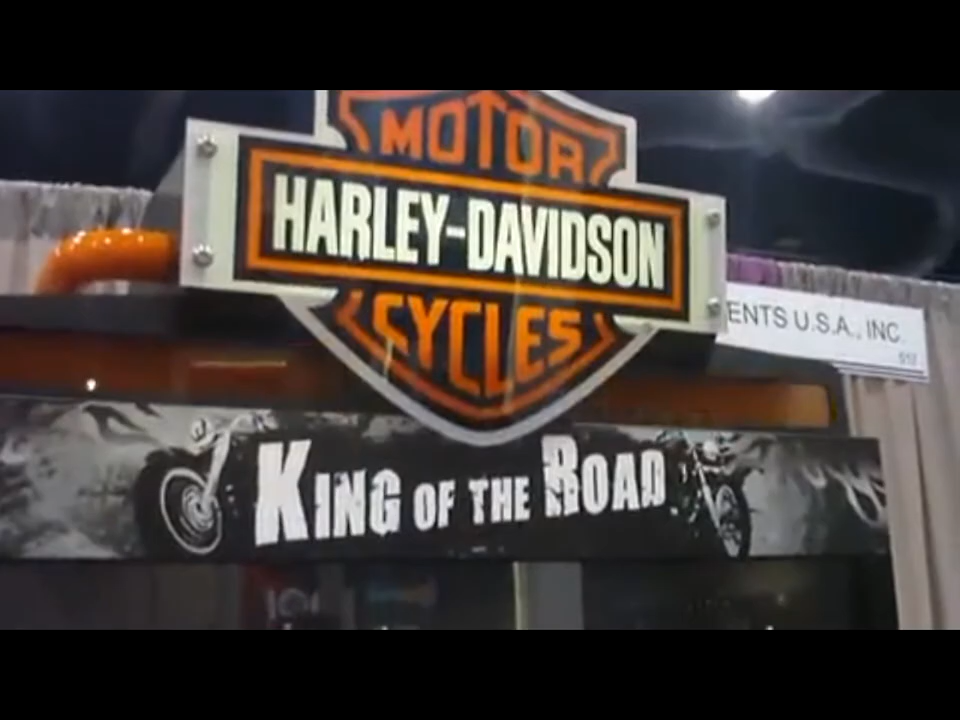 MOTOR
HARLEY-DAVIDSON
CYCLES
ENTS U.S.A., INC.
KING OF THE ROAD